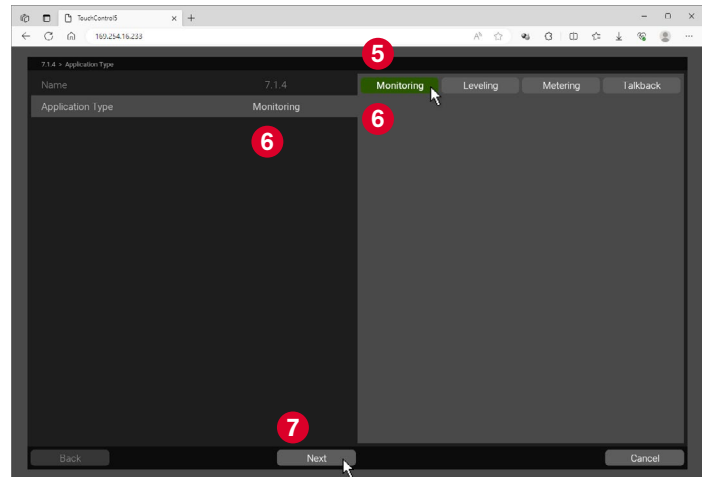 TouchControl5
169.254.16.233
5
7.1.4 > Application Type
Name 7.1.4
Monitoring Leveling Metering Talkback
Application Type Monitoring
6
6
7
Back Next Cancel